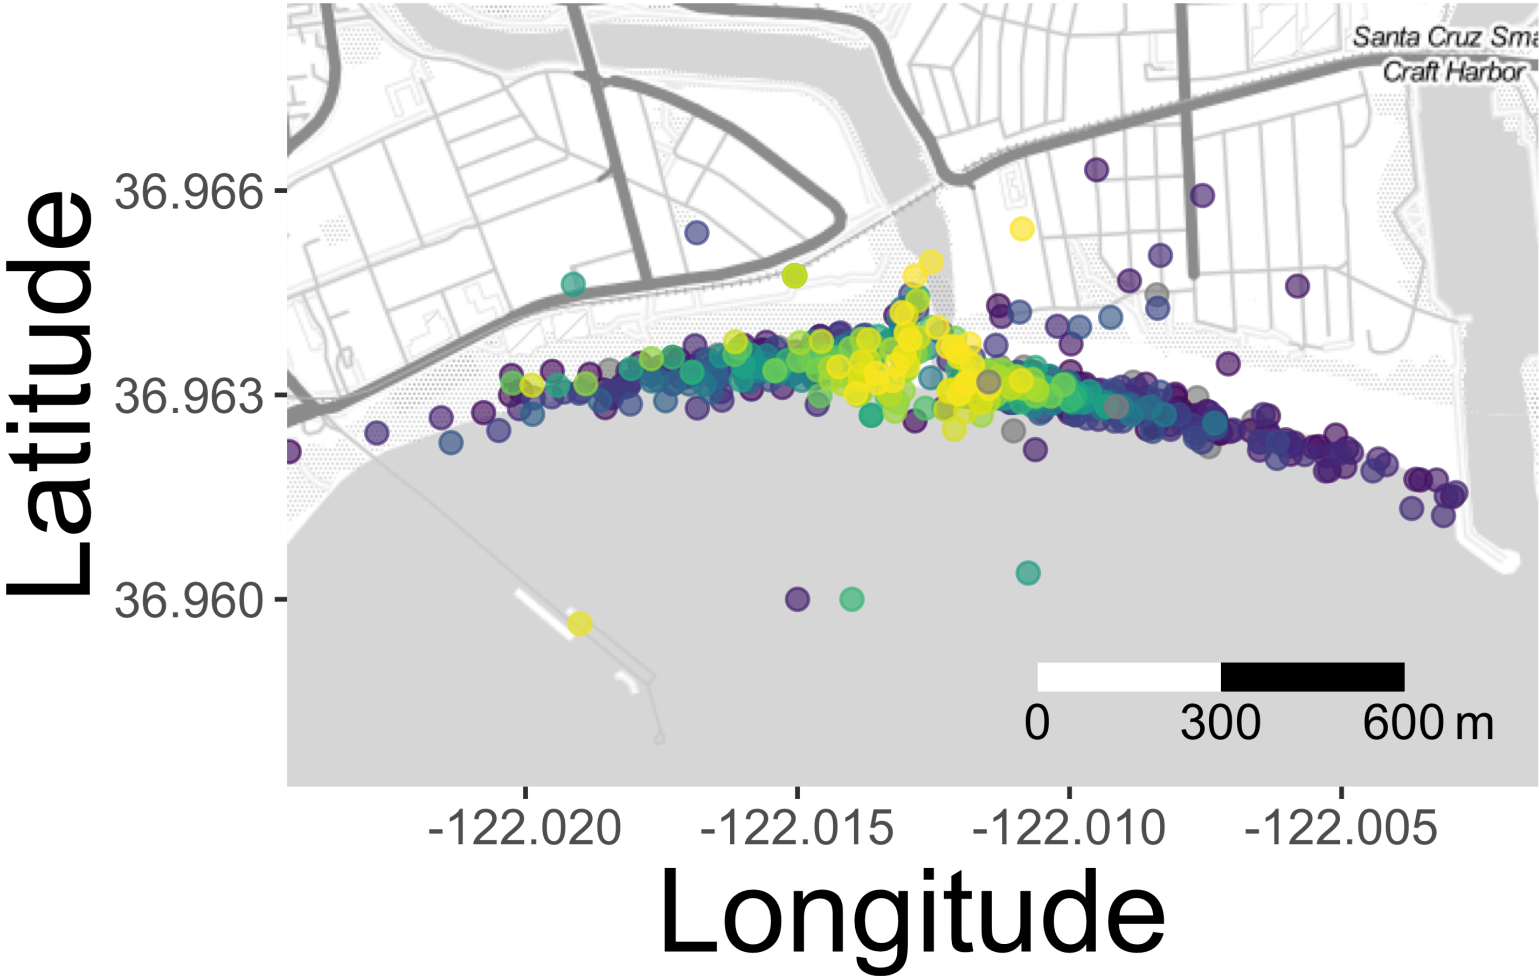 Santa Cruz Sma
Craft Harbor
Latitude
36.966
36.963
36.960
0 300 600 m
-122.020 -122.015 -122.010 -122.005
Longitude